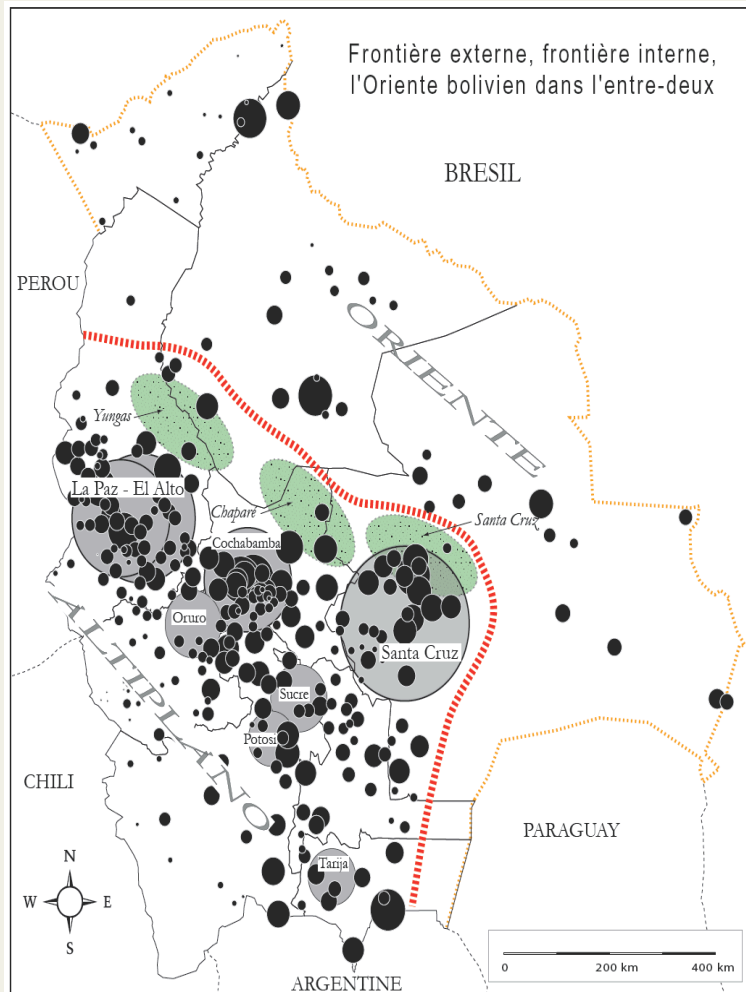 Frontière externe, frontière interne,
l'Oriente bolivien dans l'entre-deux
BRESIL
PEROU
ORIENTE
Yungas
La Paz - El Alto
Chaparé
Santa Cruz
Cochabamba
ALTIPLANO
Oruro
Santa Cruz
Sucre
Potosi
CHILI
PARAGUAY
Tarija
N
W
E
S
0
200 km
400 km
ARGENTINE